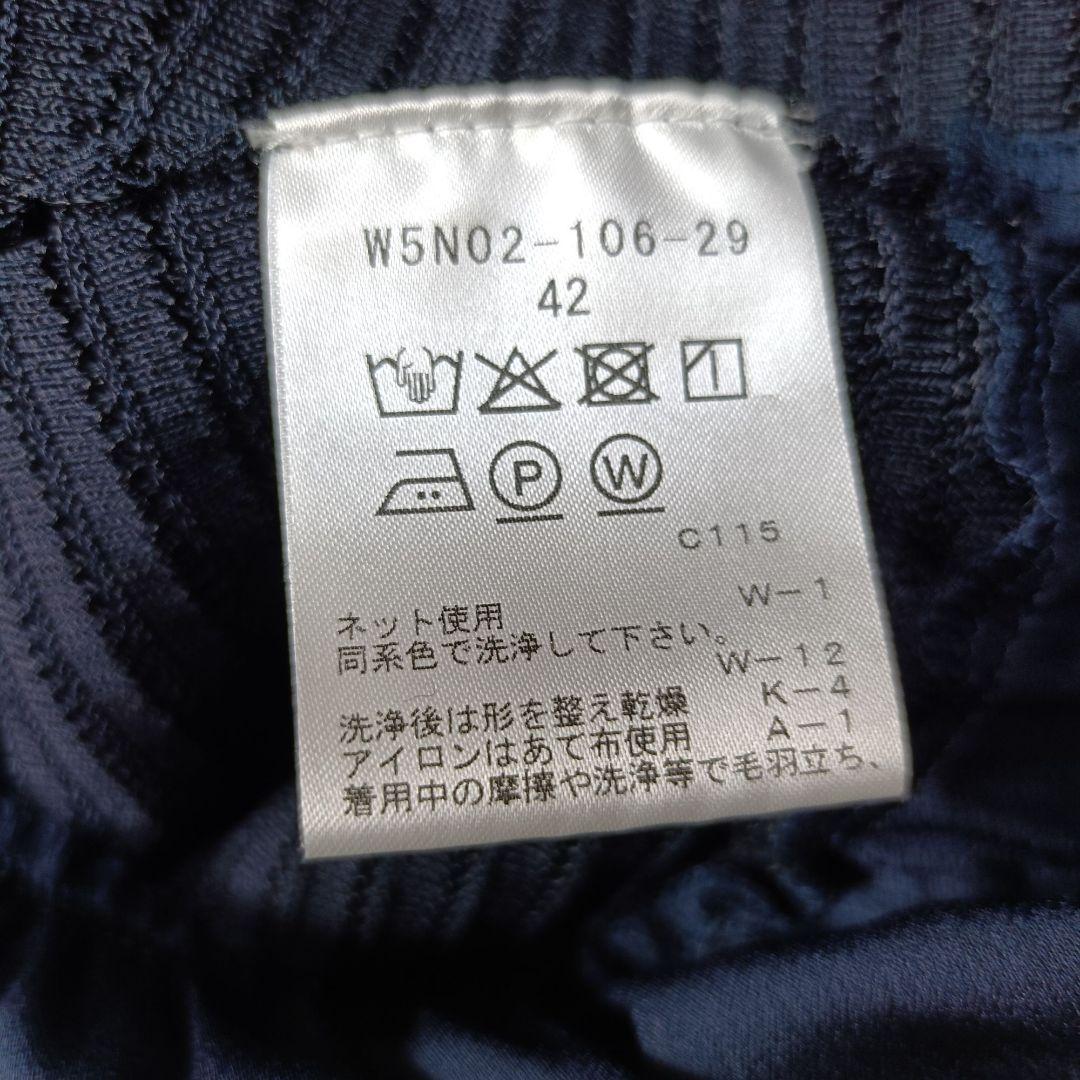 W5N02-106-29
42
P W
C115
W-1
ネット使用
同系色で洗浄して下さい。
W-12
K-4
洗浄後は形を整え乾燥
A-1
アイロンはあて布使用
着用中の摩擦や洗浄等で毛羽立ち、